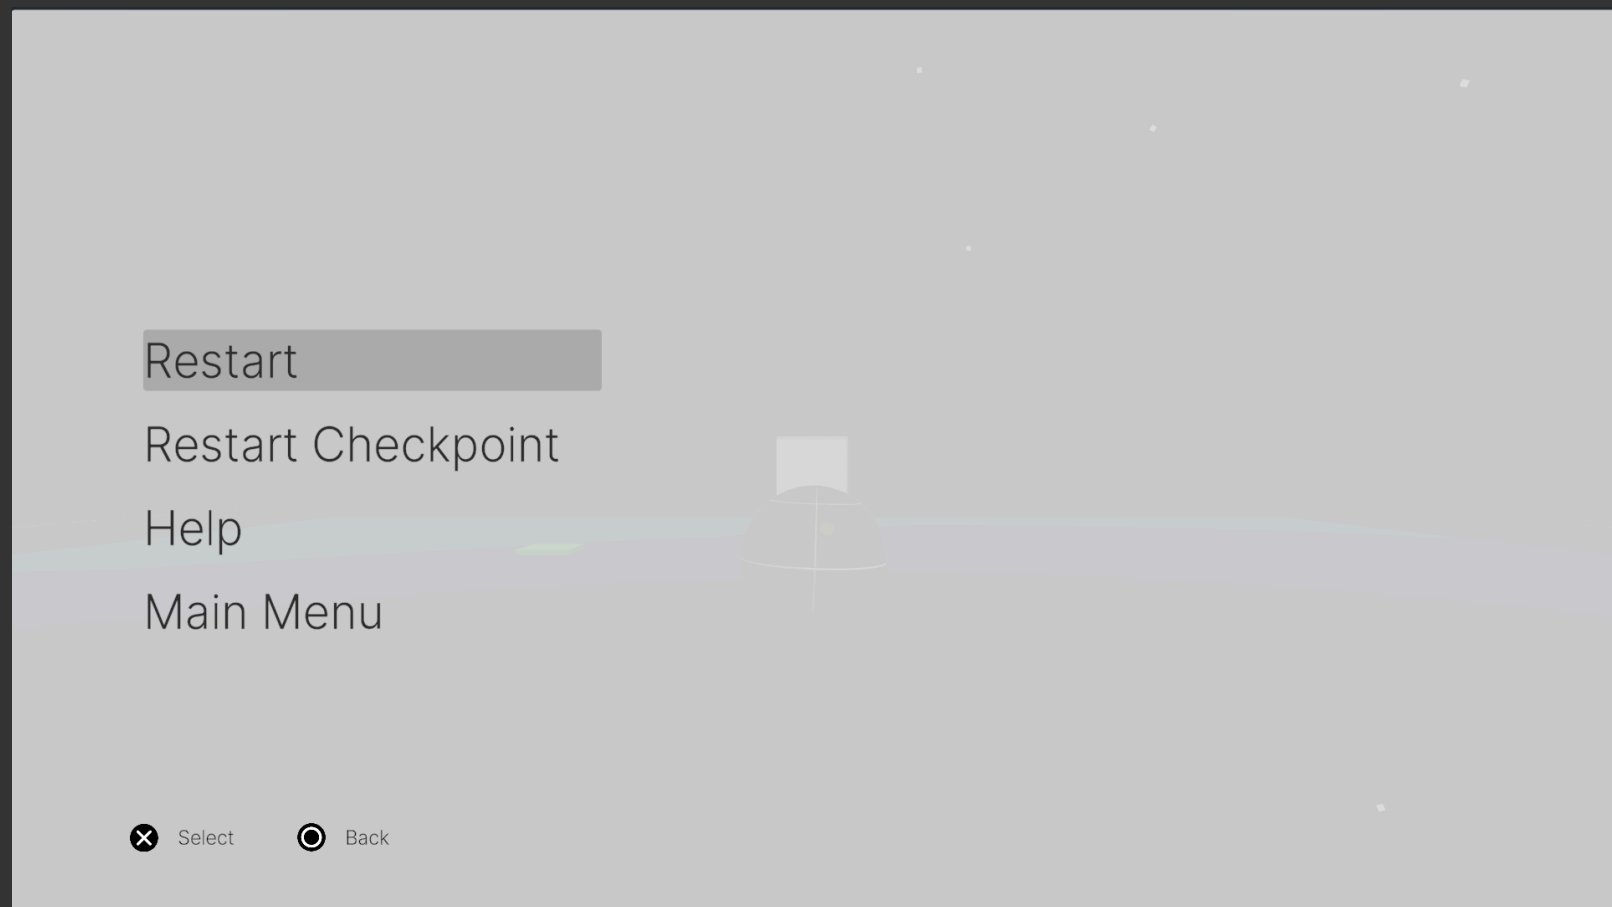 Restart
Restart Checkpoint
Help
Main Menu
Select
Back